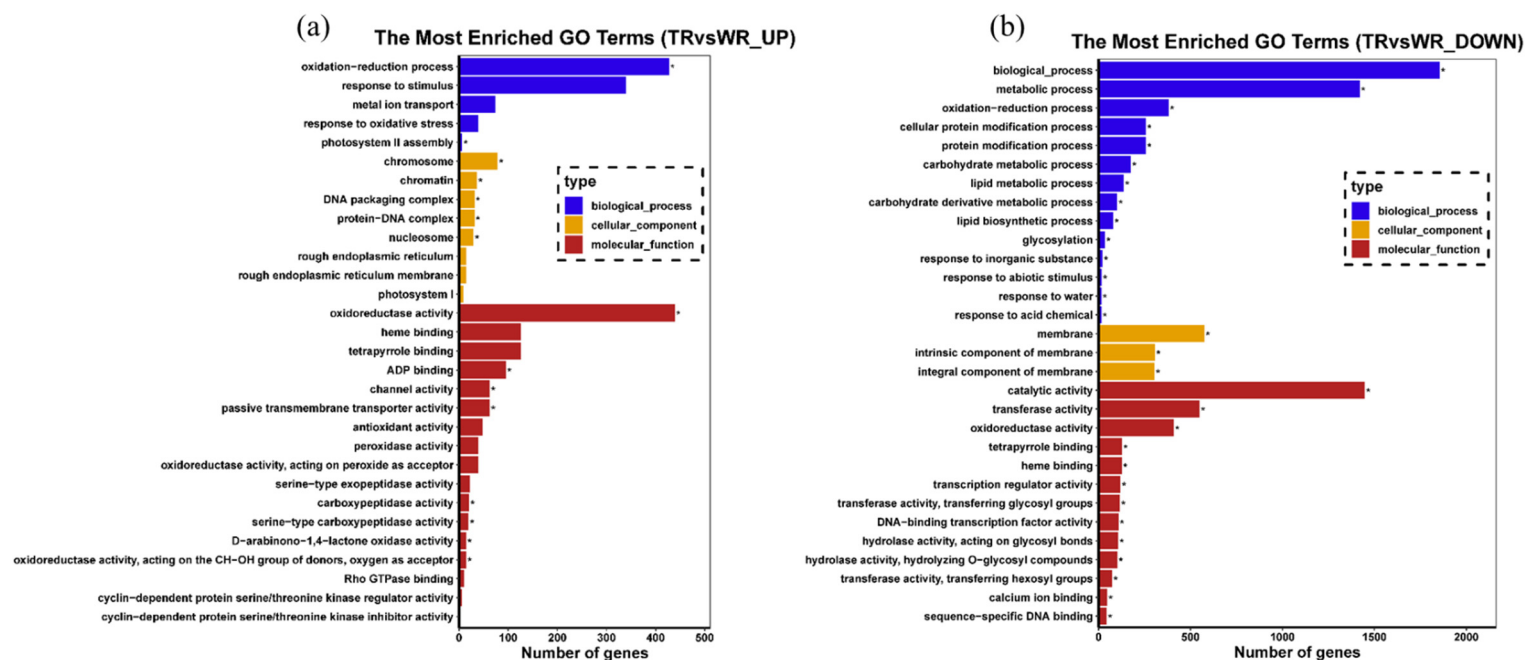 (a)
The Most Enriched GO Terms (TRvsWR_UP)
oxidation−reduction process *
response to stimulus
metal ion transport
response to oxidative stress
photosystem II assembly *
chromosome *
chromatin *
DNA packaging complex *
protein−DNA complex *
nucleosome *
rough endoplasmic reticulum
rough endoplasmic reticulum membrane
photosystem I
oxidoreductase activity *
heme binding
tetrapyrrole binding
ADP binding *
channel activity *
passive transmembrane transporter activity *
antioxidant activity
peroxidase activity
oxidoreductase activity, acting on peroxide as acceptor
serine−type exopeptidase activity
carboxypeptidase activity *
serine−type carboxypeptidase activity *
D−arabinono−1,4−lactone oxidase activity *
oxidoreductase activity, acting on the CH−OH group of donors, oxygen as acceptor *
Rho GTPase binding
cyclin−dependent protein serine/threonine kinase regulator activity
cyclin−dependent protein serine/threonine kinase inhibitor activity
0 100 200 300 400 500
Number of genes
type
biological_process
cellular_component
molecular_function
(b)
The Most Enriched GO Terms (TRvsWR_DOWN)
biological_process *
metabolic process *
oxidation−reduction process *
cellular protein modification process *
protein modification process *
carbohydrate metabolic process *
lipid metabolic process *
carbohydrate derivative metabolic process *
lipid biosynthetic process *
glycosylation *
response to inorganic substance *
response to abiotic stimulus *
response to water *
response to acid chemical *
membrane *
intrinsic component of membrane *
integral component of membrane *
catalytic activity *
transferase activity *
oxidoreductase activity *
tetrapyrrole binding *
heme binding *
transcription regulator activity *
transferase activity, transferring glycosyl groups *
DNA−binding transcription factor activity *
hydrolase activity, acting on glycosyl bonds *
hydrolase activity, hydrolyzing O−glycosyl compounds *
transferase activity, transferring hexosyl groups *
calcium ion binding *
sequence−specific DNA binding *
0 500 1000 1500 2000
Number of genes
type
biological_process
cellular_component
molecular_function